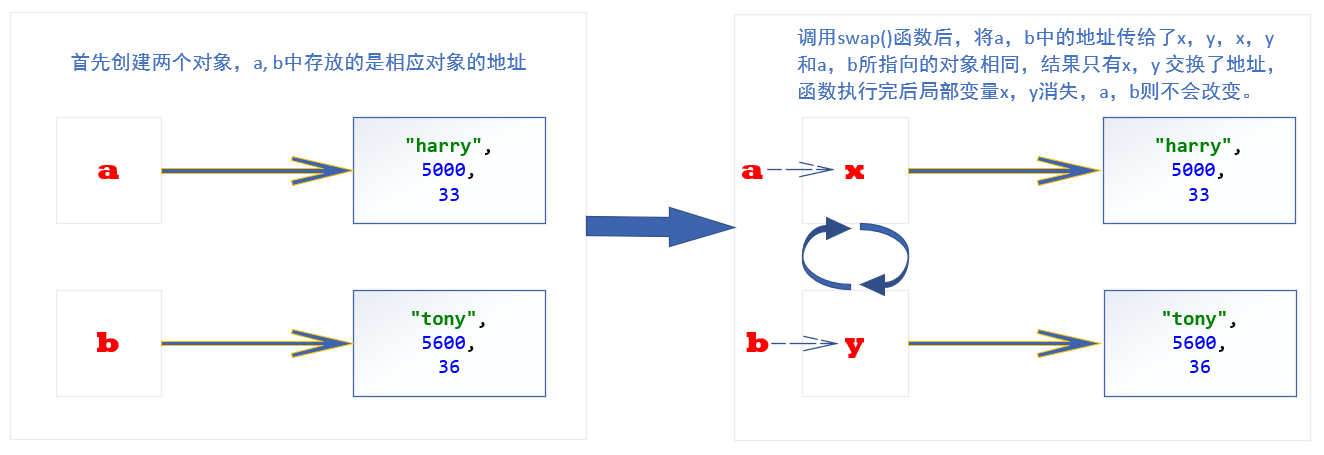 首先创建两个对象，a, b中存放的是相应对象的地址
a
"harry",
5000,
33
b
"tony",
5600,
36
调用swap()函数后，将a，b中的地址传给了x，y，x，y
和a，b所指向的对象相同，结果只有x，y 交换了地址，
函数执行完后局部变量x，y消失，a，b则不会改变。
a
x
"harry",
5000,
33
b
y
"tony",
5600,
36